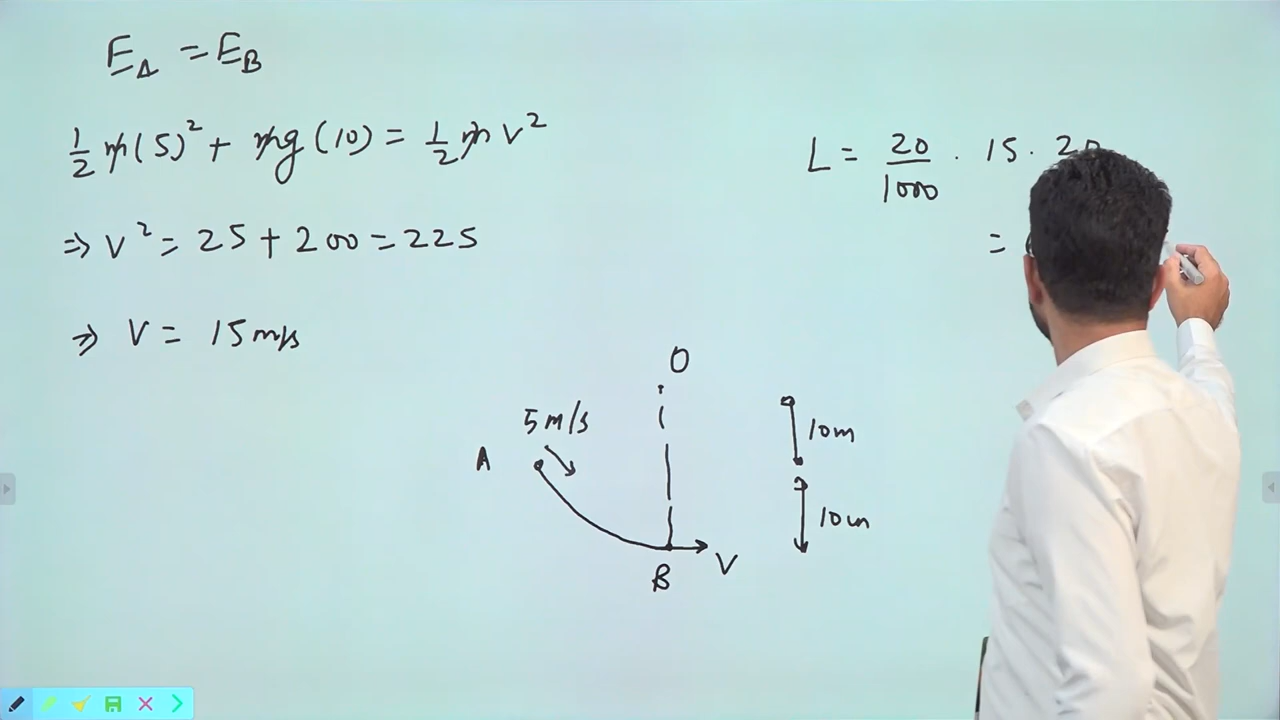 E_A = E_B
1/2 m(5)² + mg(10) = 1/2 m v²
⇒ v² = 25 + 200 = 225
⇒ v = 15 m/s
L = 20/1000 . 15 . 20
=
O
5 m/s
A
10m
10m
B
V